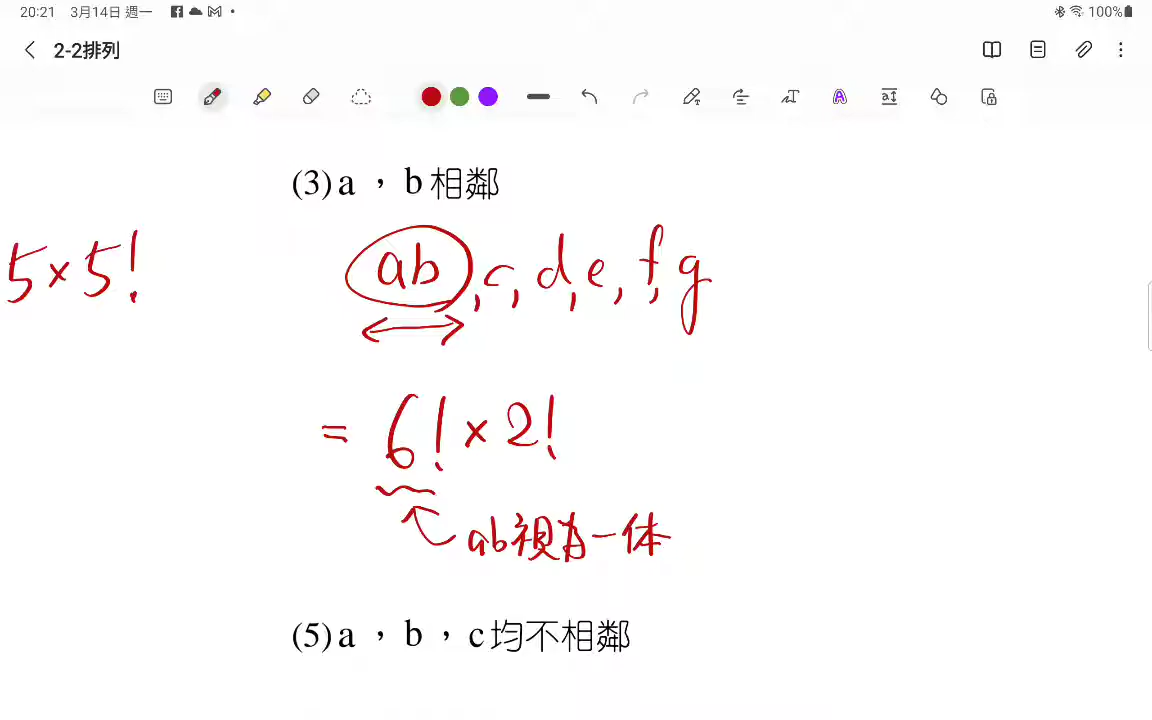 20:21 3月14日 週一 100%
2-2排列
(3) a , b 相鄰
5×5!
ab, c, d, e, f, g
= 6! × 2!
ab視為一体
(5) a , b , c 均不相鄰